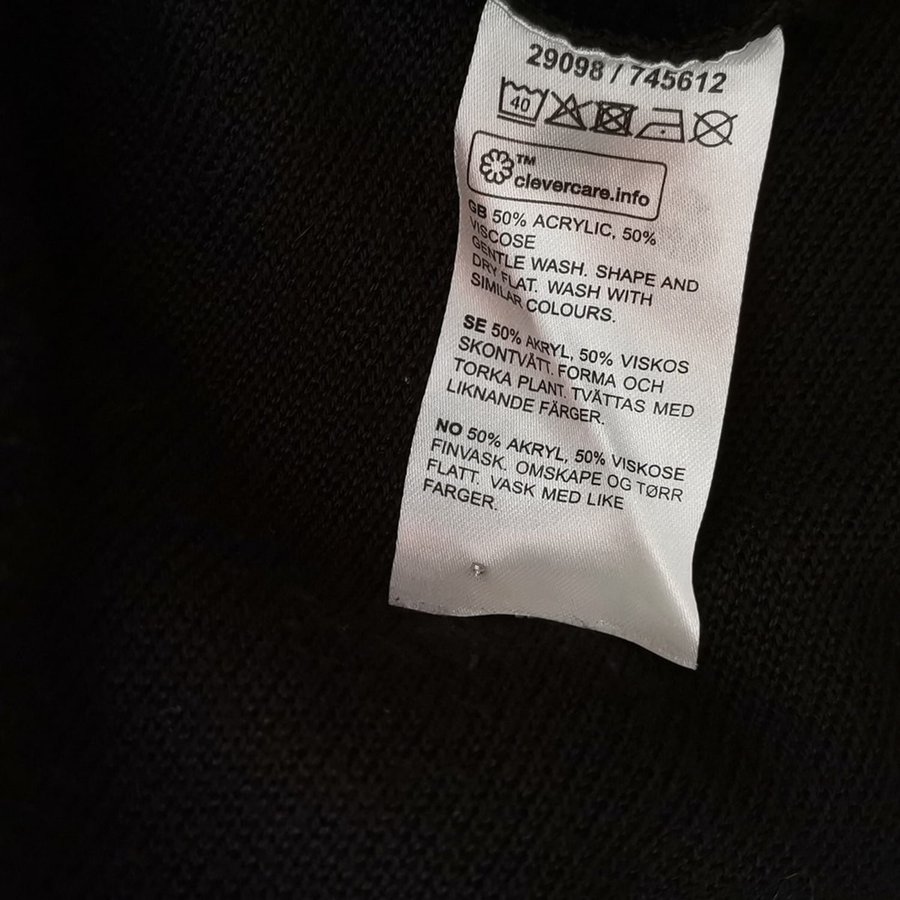 29098 / 745612
40
™
clevercare.info
GB 50% ACRYLIC, 50%
VISCOSE
GENTLE WASH. SHAPE AND
DRY FLAT. WASH WITH
SIMILAR COLOURS.
SE 50% AKRYL, 50% VISKOS
SKONTVÄTT. FORMA OCH
TORKA PLANT. TVÄTTAS MED
LIKNANDE FÄRGER.
NO 50% AKRYL, 50% VISKOSE
FINVASK. OMSKAPE OG TØRR
FLATT. VASK MED LIKE
FARGER.